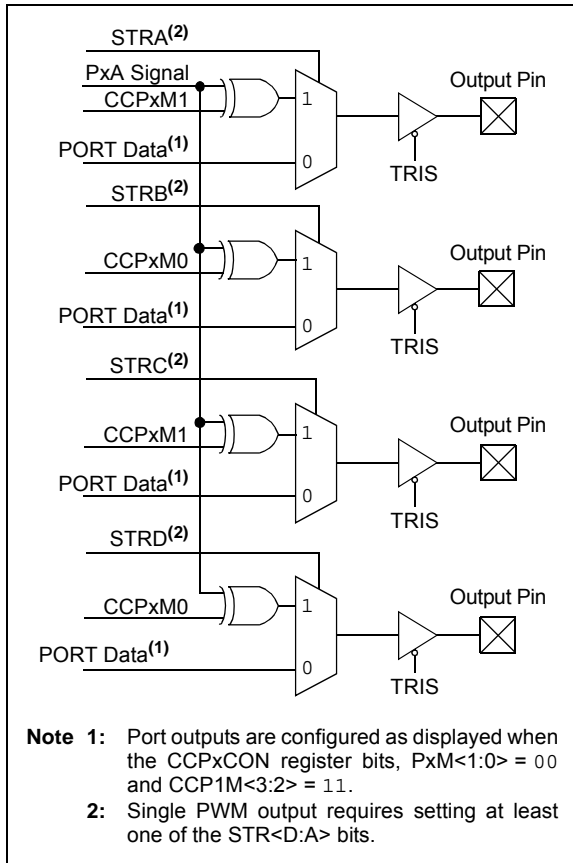 STRA(2)
PxA Signal
CCPxM1
PORT Data(1)
1
0
TRIS
Output Pin
STRB(2)
CCPxM0
PORT Data(1)
1
0
TRIS
Output Pin
STRC(2)
CCPxM1
PORT Data(1)
1
0
TRIS
Output Pin
STRD(2)
CCPxM0
PORT Data(1)
1
0
TRIS
Output Pin
Note 1: Port outputs are configured as displayed when
the CCPxCON register bits, PxM<1:0> = 00
and CCP1M<3:2> = 11.
2: Single PWM output requires setting at least
one of the STR<D:A> bits.